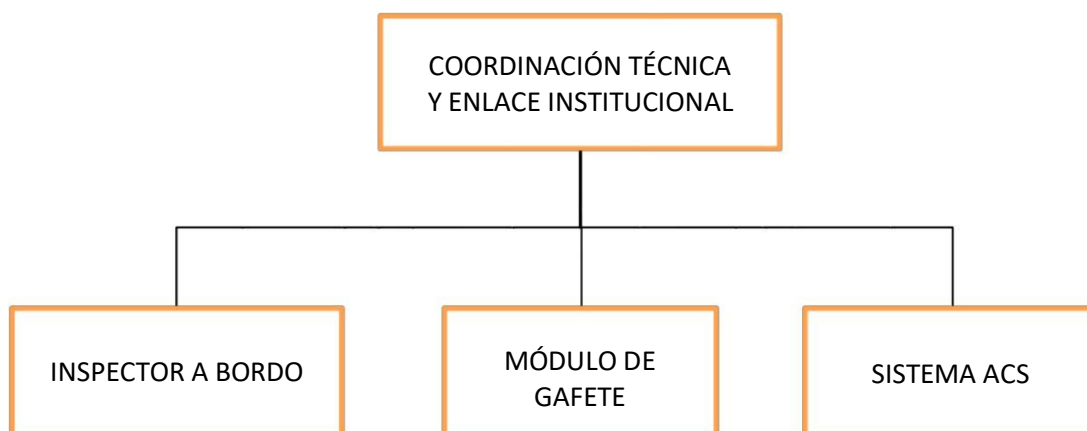 COORDINACIÓN TÉCNICA
Y ENLACE INSTITUCIONAL
INSPECTOR A BORDO
MÓDULO DE
GAFETE
SISTEMA ACS